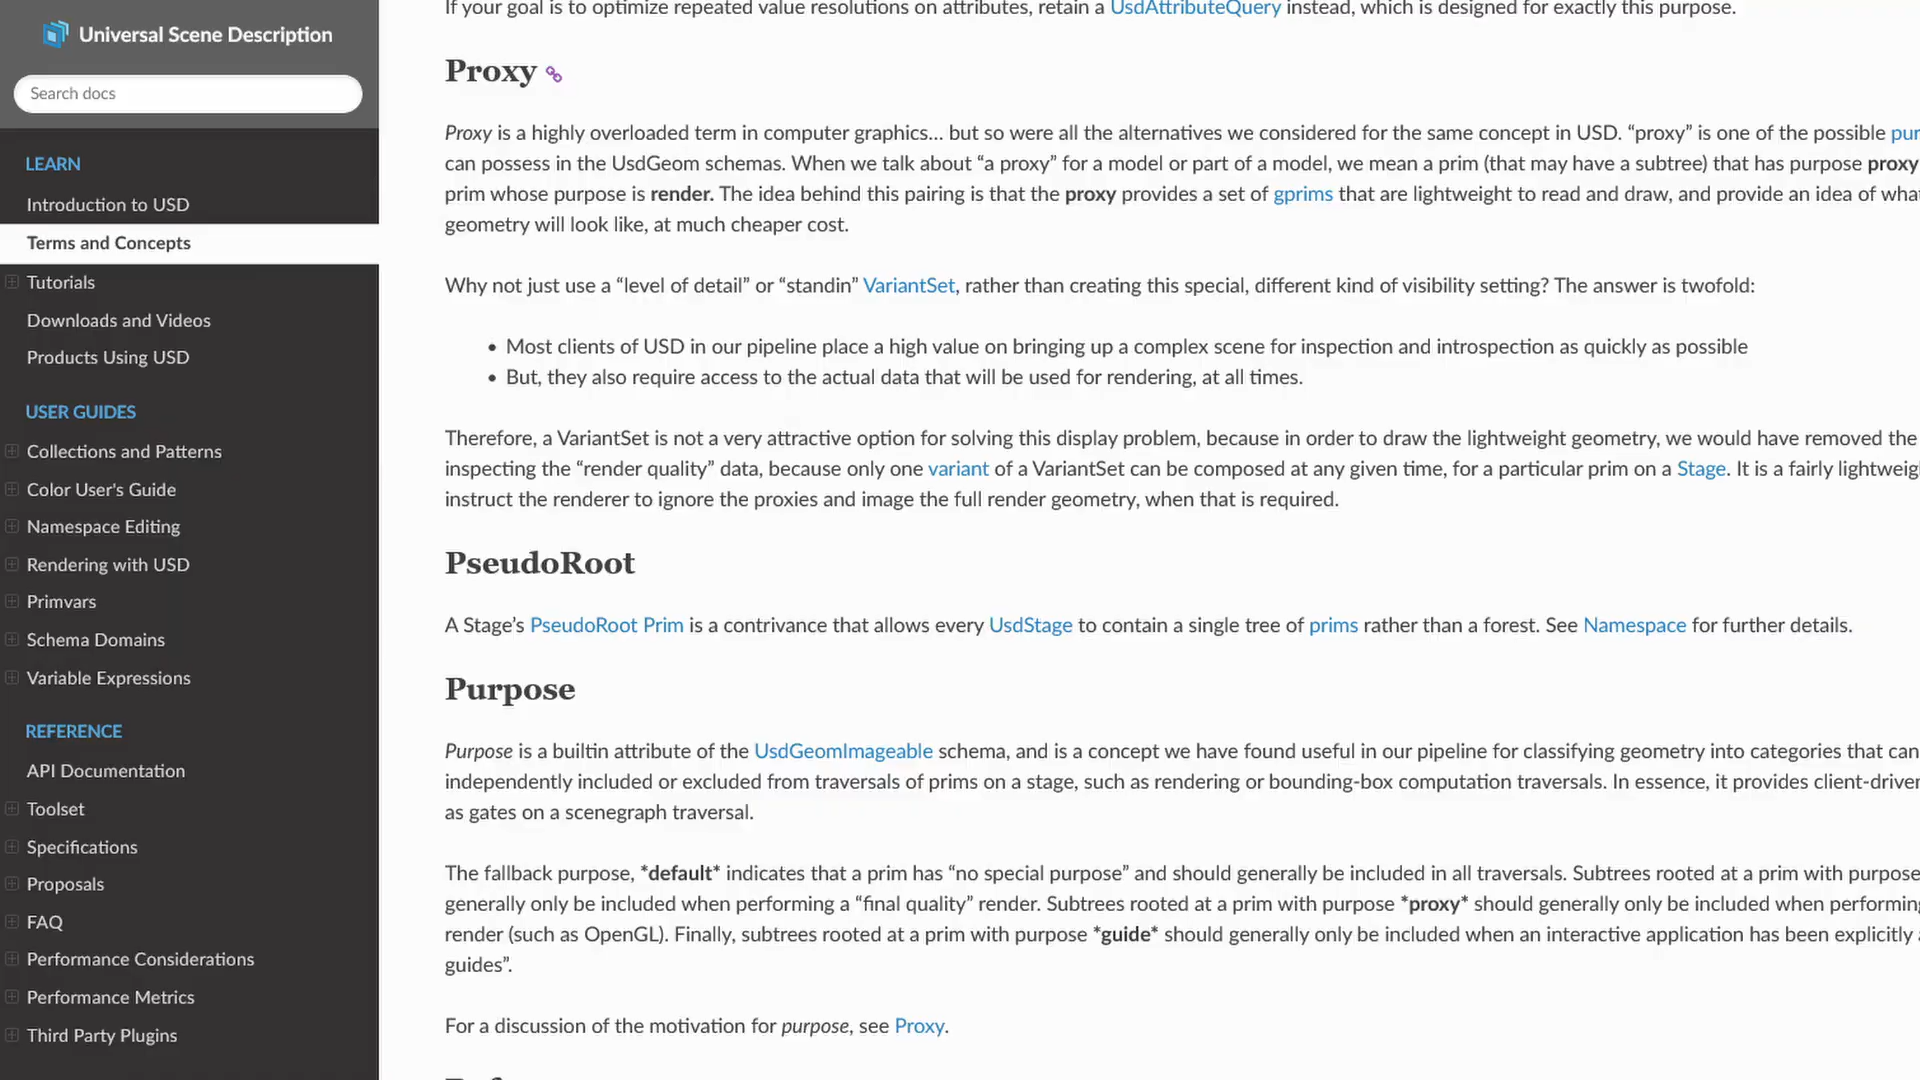 Universal Scene Description
Search docs
LEARN
Introduction to USD
Terms and Concepts
Tutorials
Downloads and Videos
Products Using USD
USER GUIDES
Collections and Patterns
Color User's Guide
Namespace Editing
Rendering with USD
Primvars
Schema Domains
Variable Expressions
REFERENCE
API Documentation
Toolset
Specifications
Proposals
FAQ
Performance Considerations
Performance Metrics
Third Party Plugins
If your goal is to optimize repeated value resolutions on attributes, retain a UsdAttributeQuery instead, which is designed for exactly this purpose.
Proxy
Proxy is a highly overloaded term in computer graphics… but so were all the alternatives we considered for the same concept in USD. “proxy” is one of the possible
can possess in the UsdGeom schemas. When we talk about “a proxy” for a model or part of a model, we mean a prim (that may have a subtree) that has purpose proxy
prim whose purpose is render. The idea behind this pairing is that the proxy provides a set of gprims that are lightweight to read and draw, and provide an idea of
geometry will look like, at much cheaper cost.
Why not just use a “level of detail” or “standin” VariantSet, rather than creating this special, different kind of visibility setting? The answer is twofold:
• Most clients of USD in our pipeline place a high value on bringing up a complex scene for inspection and introspection as quickly as possible
• But, they also require access to the actual data that will be used for rendering, at all times.
Therefore, a VariantSet is not a very attractive option for solving this display problem, because in order to draw the lightweight geometry, we would have removed the
inspecting the “render quality” data, because only one variant of a VariantSet can be composed at any given time, for a particular prim on a Stage. It is a fairly
instruct the renderer to ignore the proxies and image the full render geometry, when that is required.
PseudoRoot
A Stage’s PseudoRoot Prim is a contrivance that allows every UsdStage to contain a single tree of prims rather than a forest. See Namespace for further details.
Purpose
Purpose is a builtin attribute of the UsdGeomImageable schema, and is a concept we have found useful in our pipeline for classifying geometry into categories that can
independently included or excluded from traversals of prims on a stage, such as rendering or bounding-box computation traversals. In essence, it provides
as gates on a scenegraph traversal.
The fallback purpose, *default* indicates that a prim has “no special purpose” and should generally be included in all traversals. Subtrees rooted at a prim with purpose
generally only be included when performing a “final quality” render. Subtrees rooted at a prim with purpose *proxy* should generally only be included when performing
render (such as OpenGL). Finally, subtrees rooted at a prim with purpose *guide* should generally only be included when an interactive application has been explicitly
guides”.
For a discussion of the motivation for purpose, see Proxy.